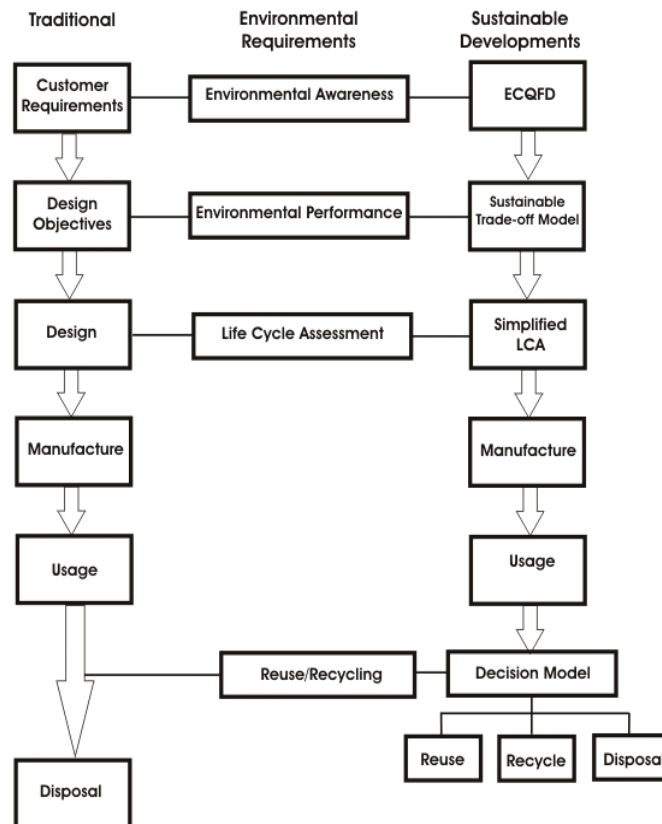 Traditional
Environmental
Requirements
Sustainable
Developments
Customer
Requirements
Environmental Awareness
ECQFD
Design
Objectives
Environmental Performance
Sustainable
Trade-off Model
Design
Life Cycle Assessment
Simplified
LCA
Manufacture
Manufacture
Usage
Usage
Reuse/Recycling
Decision Model
Reuse
Recycle
Disposal
Disposal